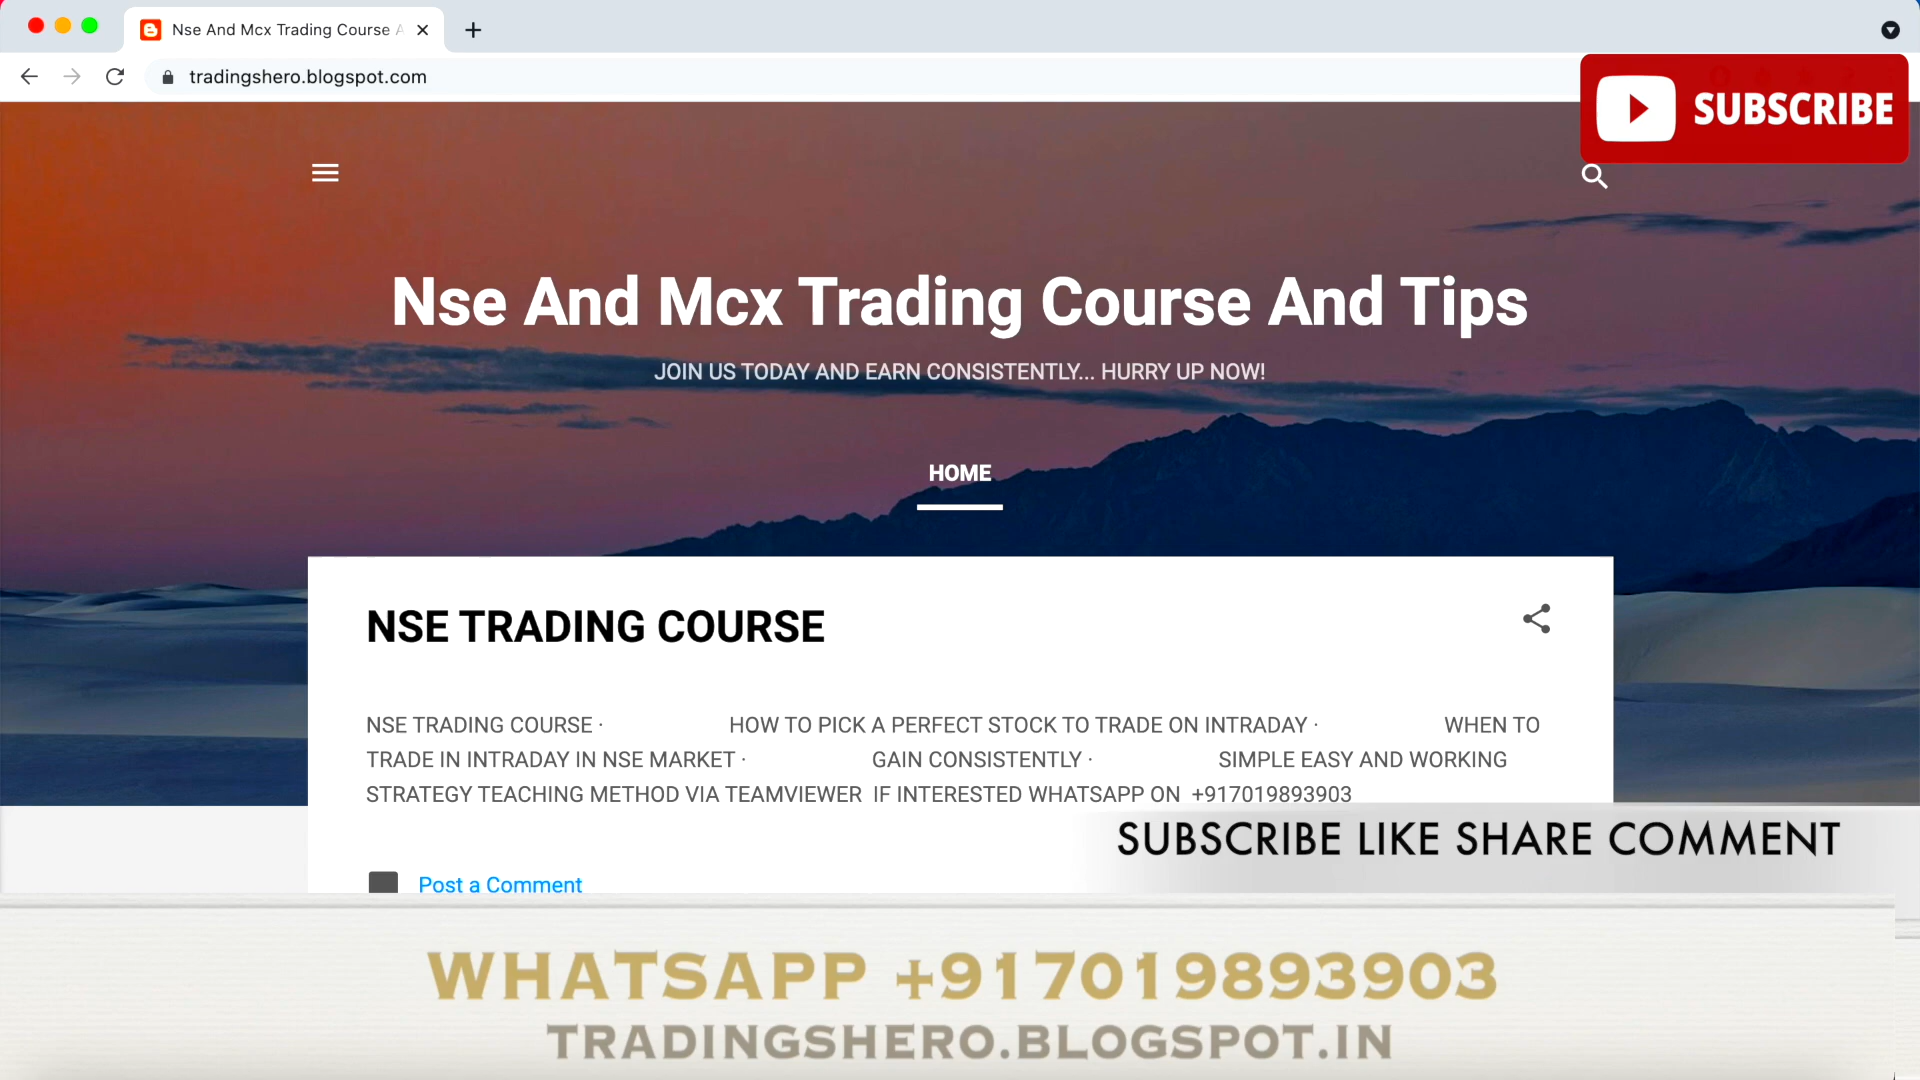 Nse And Mcx Trading Course A
tradingshero.blogspot.com
SUBSCRIBE
Nse And Mcx Trading Course And Tips
JOIN US TODAY AND EARN CONSISTENTLY... HURRY UP NOW!
HOME
NSE TRADING COURSE
NSE TRADING COURSE · HOW TO PICK A PERFECT STOCK TO TRADE ON INTRADAY · WHEN TO
TRADE IN INTRADAY IN NSE MARKET · GAIN CONSISTENTLY · SIMPLE EASY AND WORKING
STRATEGY TEACHING METHOD VIA TEAMVIEWER IF INTERESTED WHATSAPP ON +917019893903
SUBSCRIBE LIKE SHARE COMMENT
Post a Comment
WHATSAPP +917019893903
TRADINGSHERO.BLOGSPOT.IN